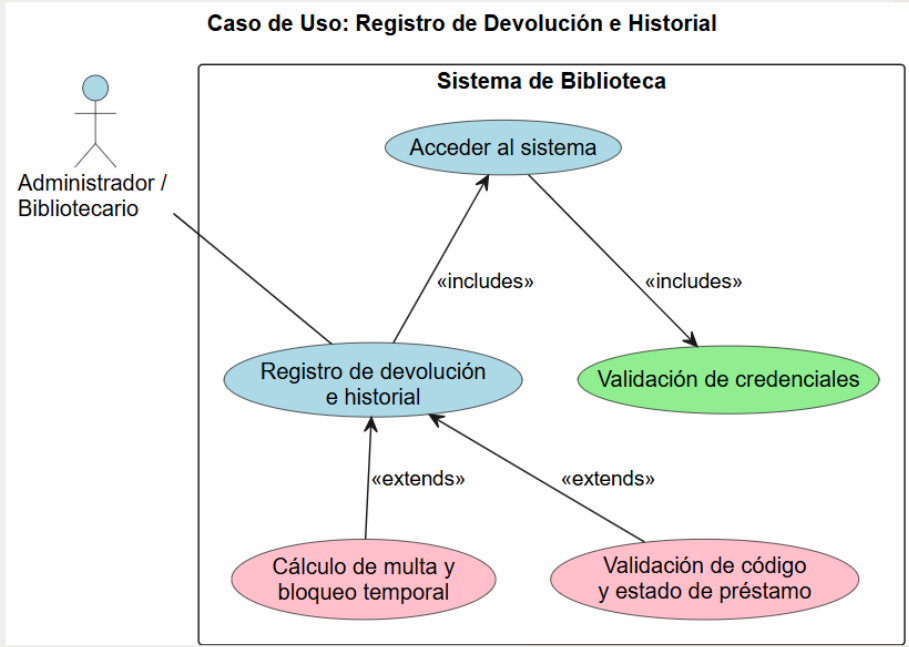 Caso de Uso: Registro de Devolución e Historial
Sistema de Biblioteca
Acceder al sistema
Administrador /
Bibliotecario
«includes»
«includes»
Registro de devolución
e historial
Validación de credenciales
«extends»
«extends»
Cálculo de multa y
bloqueo temporal
Validación de código
y estado de préstamo